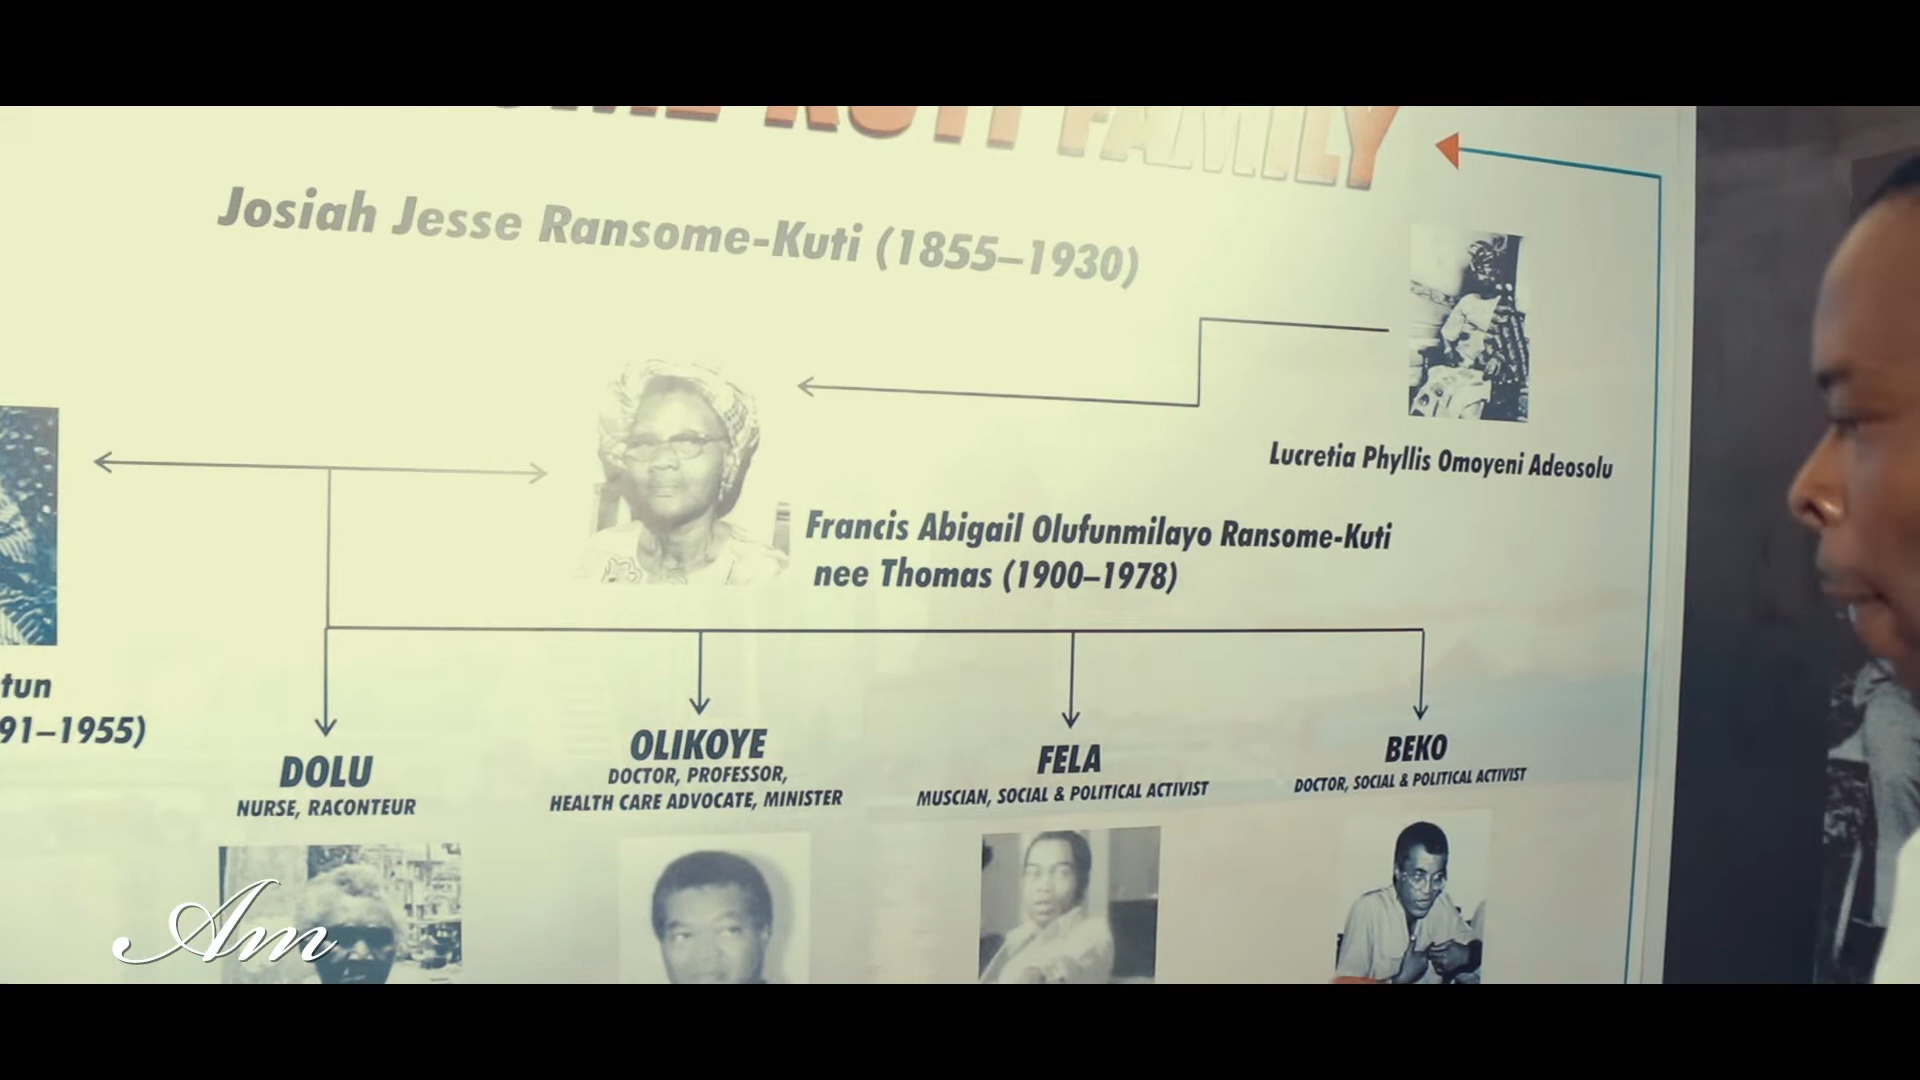 KUTI FAMILY
Josiah Jesse Ransome-Kuti (1855–1930)
Lucretia Phyllis Omoyeni Adeosolu
Francis Abigail Olufunmilayo Ransome-Kuti
nee Thomas (1900–1978)
tun
91–1955)
DOLU
NURSE, RACONTEUR
OLIKOYE
DOCTOR, PROFESSOR,
HEALTH CARE ADVOCATE, MINISTER
FELA
MUSCIAN, SOCIAL & POLITICAL ACTIVIST
BEKO
DOCTOR, SOCIAL & POLITICAL ACTIVIST
Am